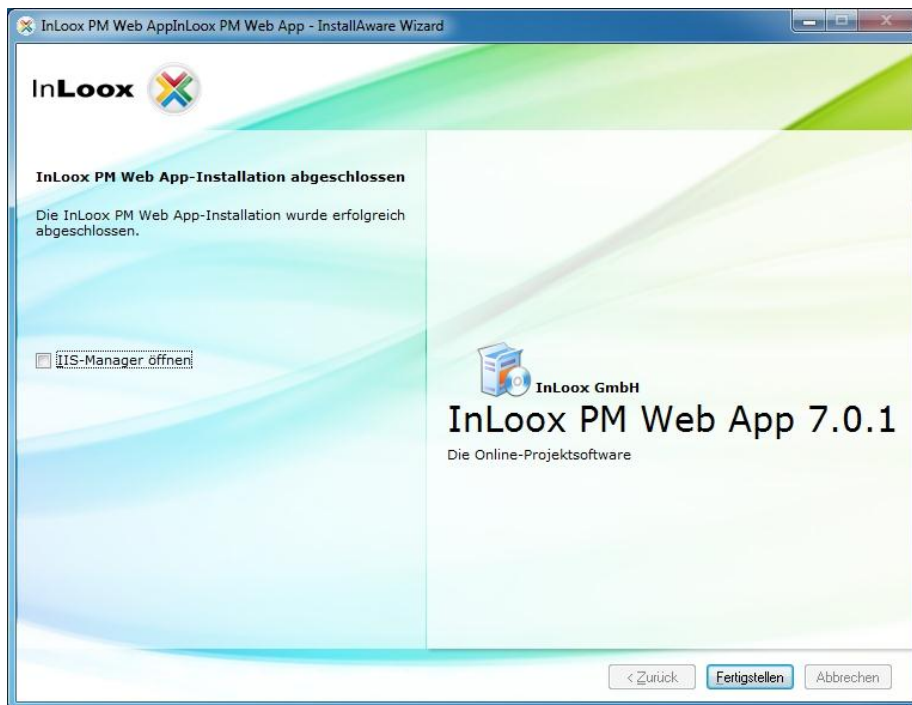 InLoox PM Web AppInLoox PM Web App - InstallAware Wizard
InLoox
InLoox PM Web App-Installation abgeschlossen
Die InLoox PM Web App-Installation wurde erfolgreich
abgeschlossen.
IIS-Manager öffnen
InLoox GmbH
InLoox PM Web App 7.0.1
Die Online-Projektsoftware
< Zurück
Fertigstellen
Abbrechen